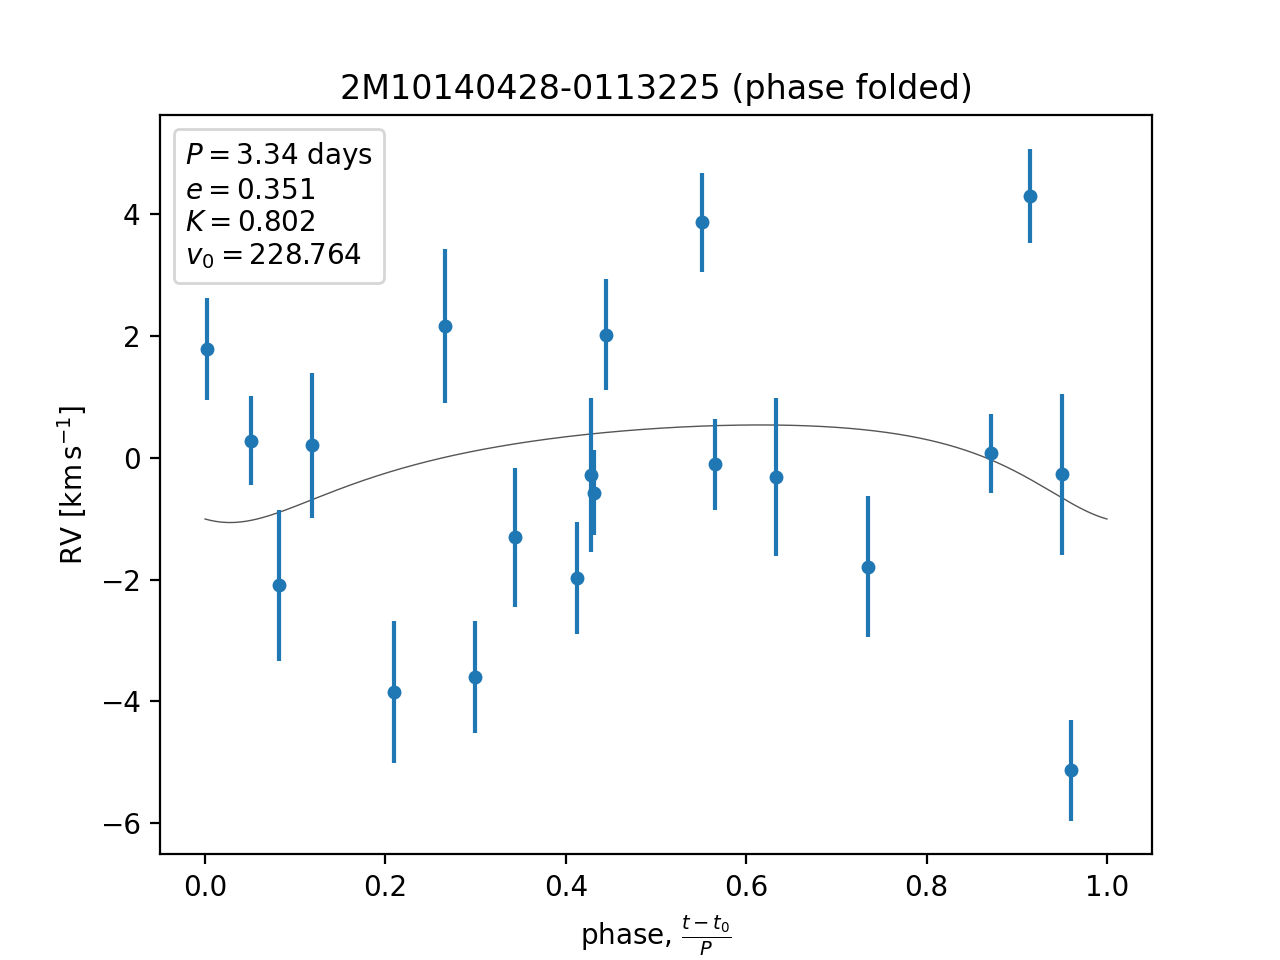 2M10140428-0113225 (phase folded)
P = 3.34 days
e = 0.351
K = 0.802
v₀ = 228.764
4
2
0
−2
−4
−6
RV [km s⁻¹]
0.0 0.2 0.4 0.6 0.8 1.0
phase, (t − t₀)/P